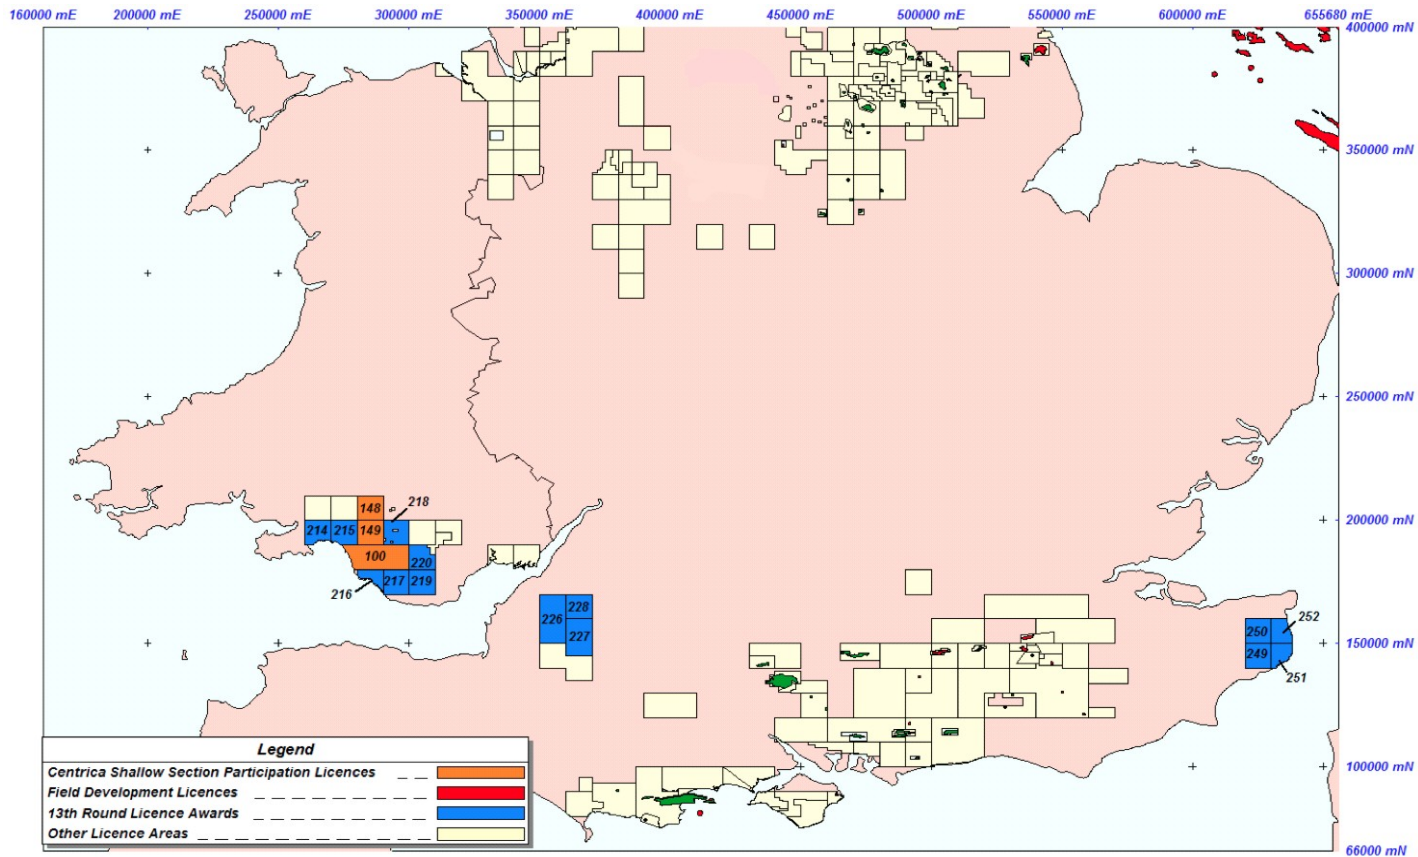 160000 mE 200000 mE 250000 mE 300000 mE 350000 mE 400000 mE 450000 mE 500000 mE 550000 mE 600000 mE 655680 mE
400000 mN
350000 mN
300000 mN
250000 mN
148 218
200000 mN
214 215 149
100
220
217 219
216
228
226
227
252
250
150000 mN
249
251
Legend
Centrica Shallow Section Participation Licences
Field Development Licences
13th Round Licence Awards
Other Licence Areas
100000 mN
66000 mN